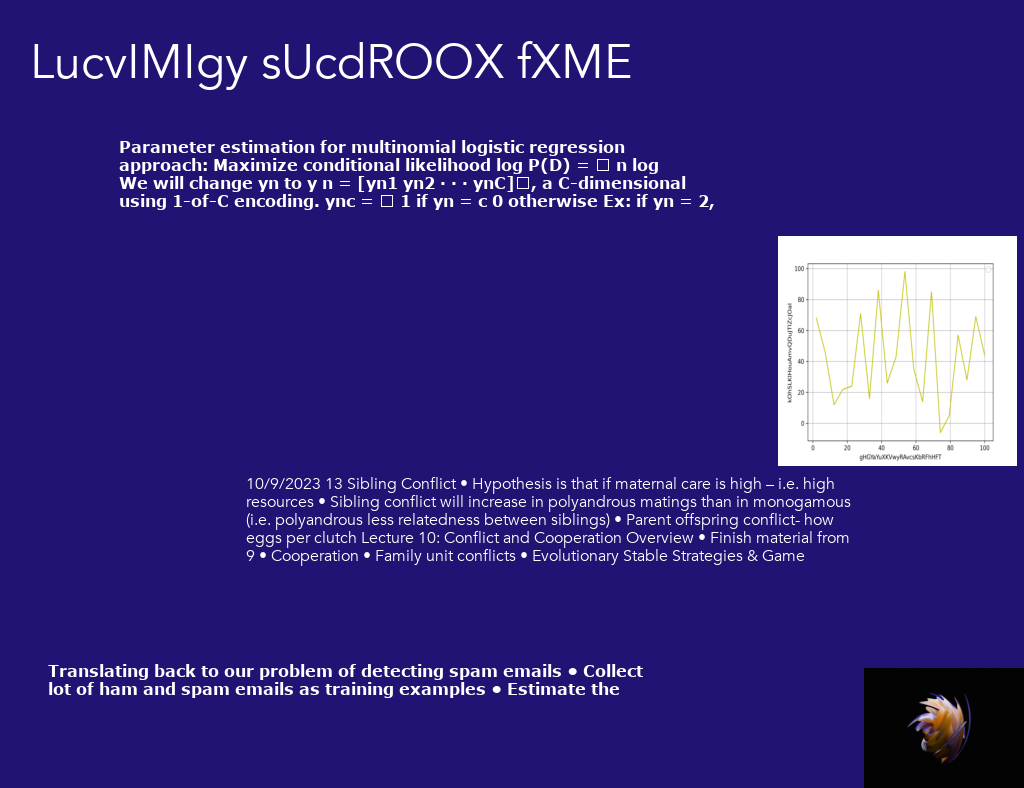 LucvIMIgy sUcdROOX fXME
Parameter estimation for multinomial logistic regression
approach: Maximize conditional likelihood log P(D) = □ n log
We will change yn to y n = [yn1 yn2 · · · ynC]□, a C-dimensional
using 1-of-C encoding. ync = □ 1 if yn = c 0 otherwise Ex: if yn = 2,
100
80
60
40
20
0
0 20 40 60 80 100
10/9/2023 13 Sibling Conflict • Hypothesis is that if maternal care is high – i.e. high
resources • Sibling conflict will increase in polyandrous matings than in monogamous
(i.e. polyandrous less relatedness between siblings) • Parent offspring conflict- how
eggs per clutch Lecture 10: Conflict and Cooperation Overview • Finish material from
9 • Cooperation • Family unit conflicts • Evolutionary Stable Strategies & Game
Translating back to our problem of detecting spam emails • Collect
lot of ham and spam emails as training examples • Estimate the